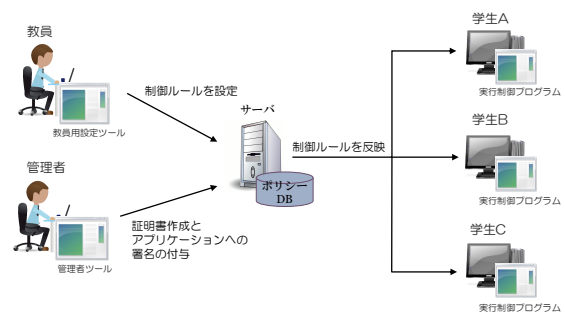 教員
制御ルールを設定
教員用設定ツール
管理者
証明書作成と
アプリケーションへの
署名の付与
管理者ツール
サーバ
ポリシー
DB
制御ルールを反映
学生A
実行制御プログラム
学生B
実行制御プログラム
学生C
実行制御プログラム